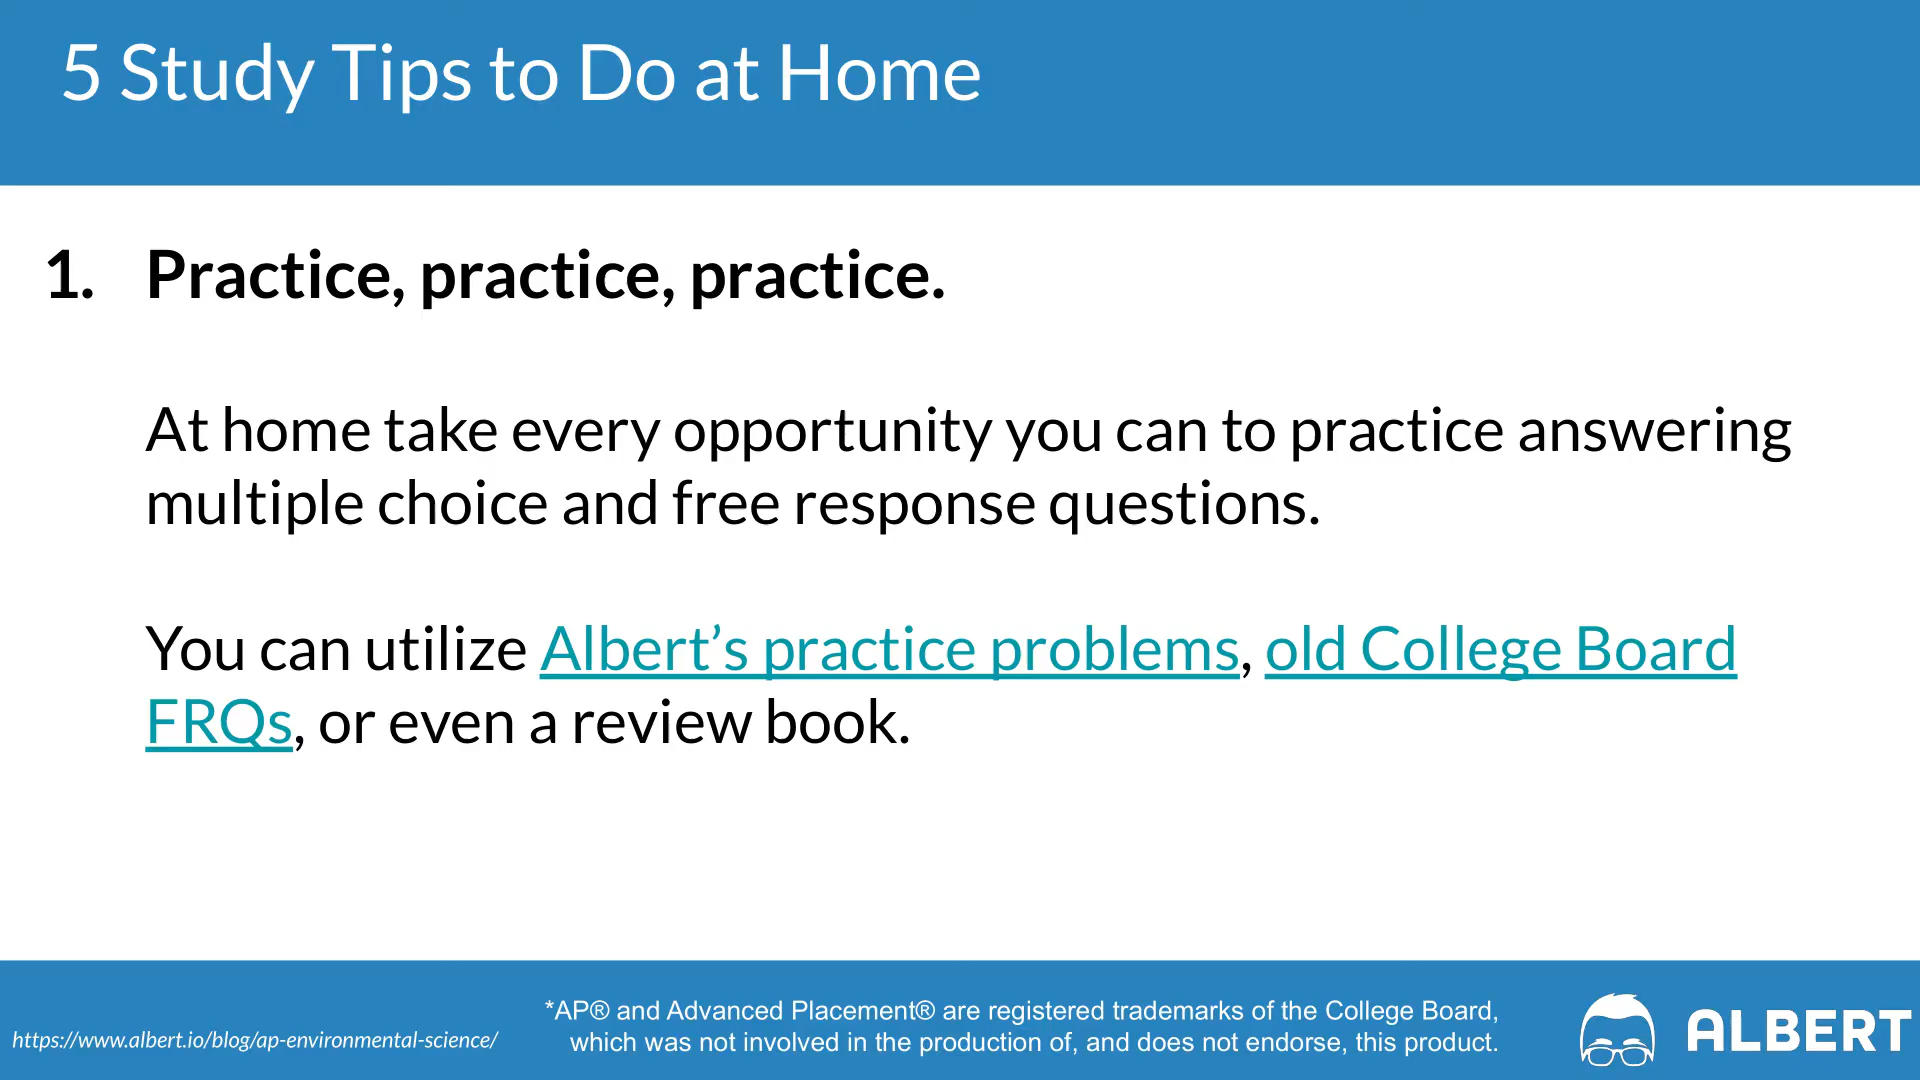 5 Study Tips to Do at Home
1. Practice, practice, practice.
At home take every opportunity you can to practice answering
multiple choice and free response questions.
You can utilize Albert’s practice problems, old College Board
FRQs, or even a review book.
https://www.albert.io/blog/ap-environmental-science/
*AP® and Advanced Placement® are registered trademarks of the College Board,
which was not involved in the production of, and does not endorse, this product.
ALBERT